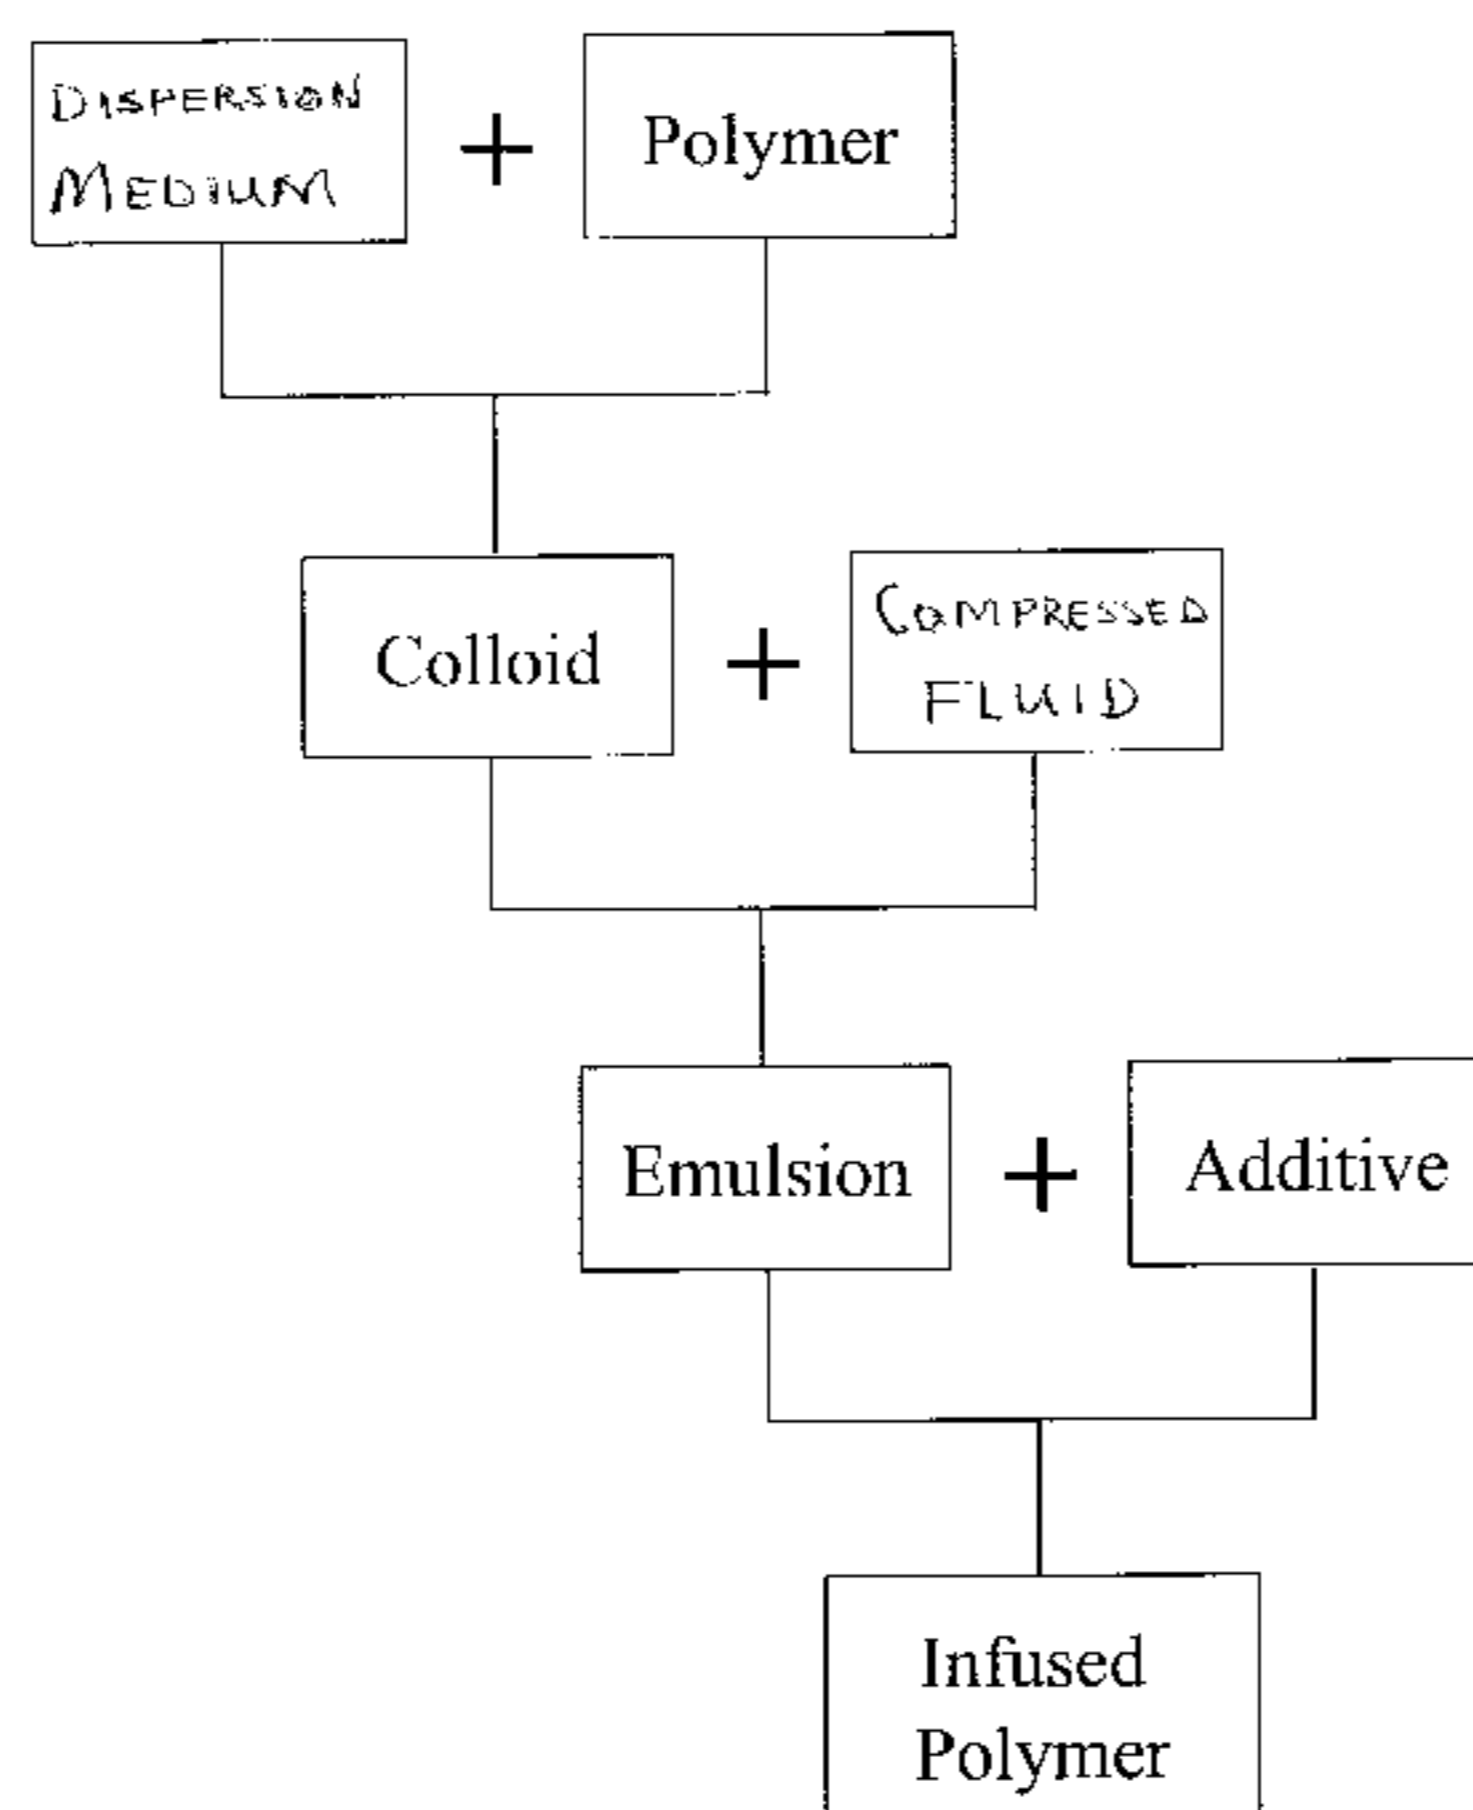 DISPERSION
MEDIUM
+
Polymer
Colloid
+
COMPRESSED
FLUID
Emulsion
+
Additive
Infused
Polymer